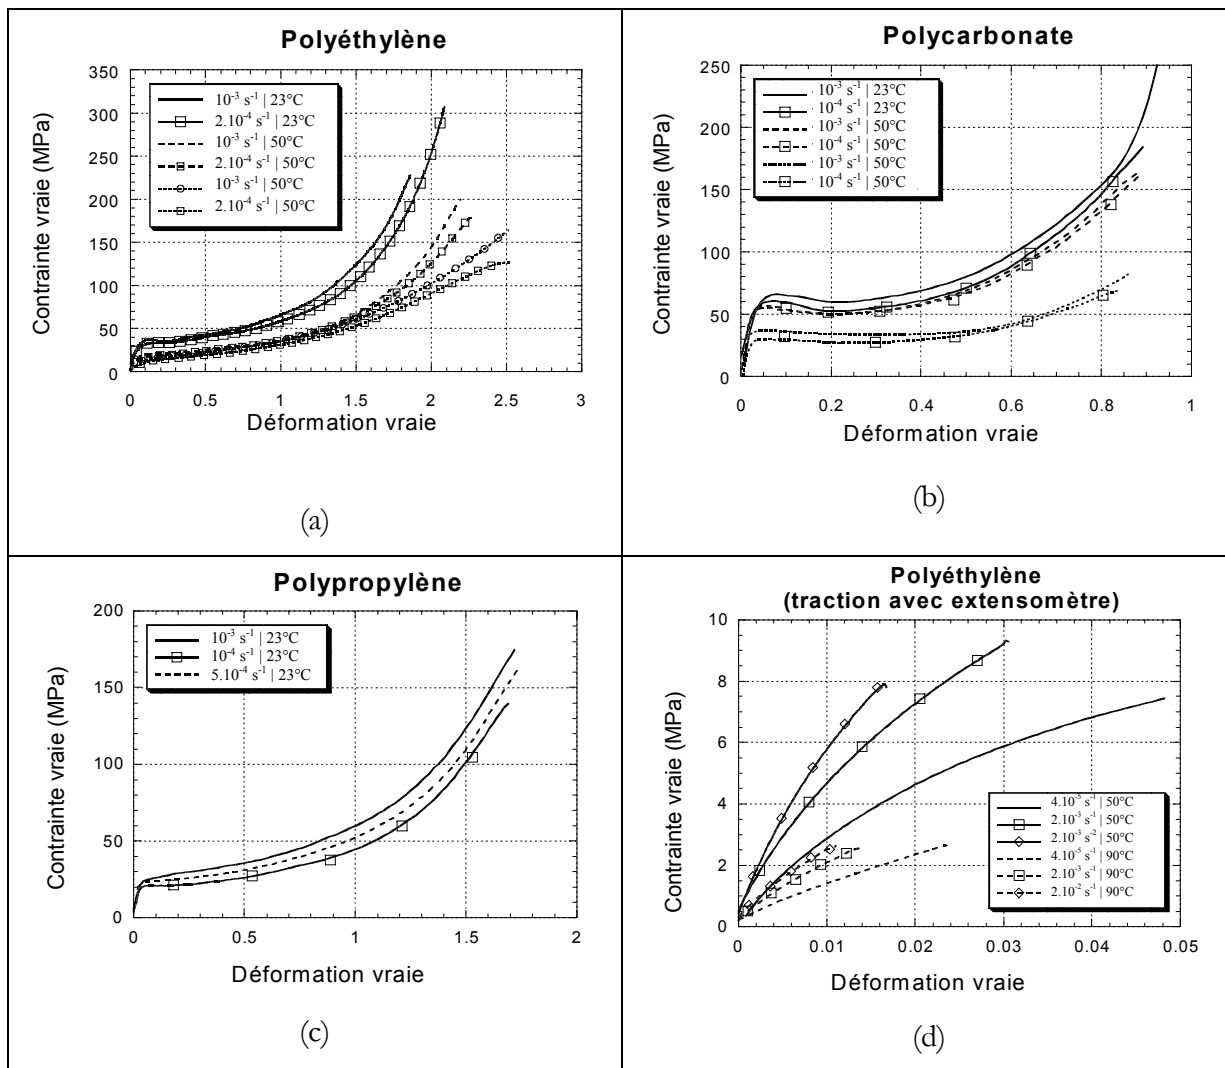 Polyéthylène
350
300
250
200
150
100
50
0
Contrainte vraie (MPa)
10⁻³ s⁻¹ | 23°C
2.10⁻⁴ s⁻¹ | 23°C
10⁻³ s⁻¹ | 50°C
2.10⁻⁴ s⁻¹ | 50°C
10⁻³ s⁻¹ | 50°C
2.10⁻⁴ s⁻¹ | 50°C
0 0.5 1 1.5 2 2.5 3
Déformation vraie
(a)
Polycarbonate
250
200
150
100
50
0
Contrainte vraie (MPa)
10⁻³ s⁻¹ | 23°C
10⁻⁴ s⁻¹ | 23°C
10⁻³ s⁻¹ | 50°C
10⁻⁴ s⁻¹ | 50°C
10⁻³ s⁻¹ | 50°C
10⁻⁴ s⁻¹ | 50°C
0 0.2 0.4 0.6 0.8 1
Déformation vraie
(b)
Polypropylène
200
150
100
50
0
Contrainte vraie (MPa)
10⁻³ s⁻¹ | 23°C
10⁻⁴ s⁻¹ | 23°C
5.10⁻⁴ s⁻¹ | 23°C
0 0.5 1 1.5 2
Déformation vraie
(c)
Polyéthylène
(traction avec extensomètre)
10
8
6
4
2
0
Contrainte vraie (MPa)
4.10⁻⁵ s⁻¹ | 50°C
2.10⁻³ s⁻¹ | 50°C
2.10⁻³ s⁻² | 50°C
4.10⁻⁵ s⁻¹ | 90°C
2.10⁻³ s⁻¹ | 90°C
2.10⁻² s⁻¹ | 90°C
0 0.01 0.02 0.03 0.04 0.05
Déformation vraie
(d)